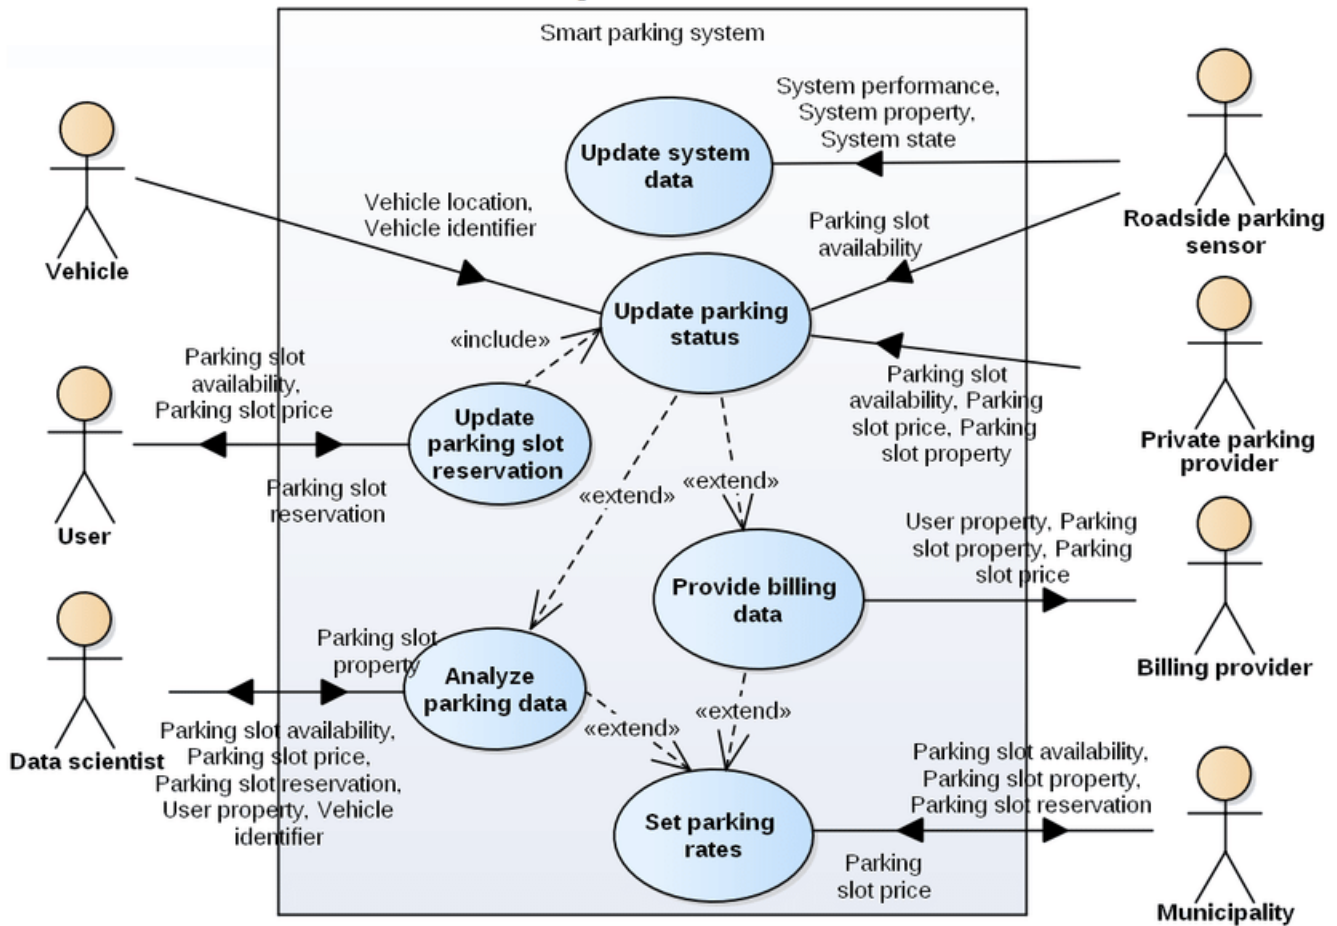 Smart parking system
System performance,
System property,
System state
Update system
data
Vehicle location,
Vehicle identifier
Parking slot
availability
Roadside parking
sensor
Vehicle
Update parking
status
«include»
Parking slot
availability,
Parking slot price
Parking slot
availability, Parking
slot price, Parking
slot property
Update
parking slot
reservation
Private parking
provider
Parking slot
reservation
User
«extend»
«extend»
User property, Parking
slot property, Parking
slot price
Provide billing
data
Billing provider
Parking slot
property
Analyze
parking data
«extend»
«extend»
Data scientist
Parking slot availability,
Parking slot price,
Parking slot reservation,
User property, Vehicle
identifier
Parking slot availability,
Parking slot property,
Parking slot reservation
Set parking
rates
Parking
slot price
Municipality